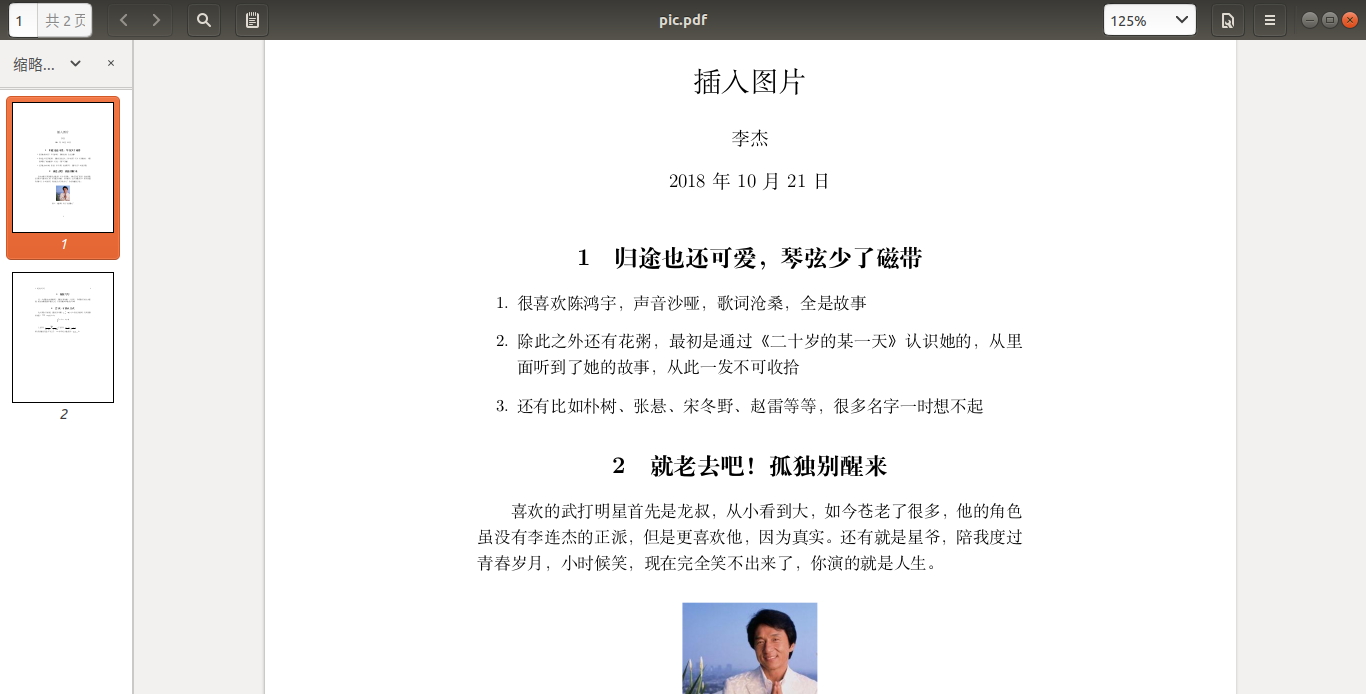 1 共 2 页
pic.pdf
125%
缩略...
1
2
插入图片
李杰
2018 年 10 月 21 日
1 归途也还可爱，琴弦少了磁带
1. 很喜欢陈鸿宇，声音沙哑，歌词沧桑，全是故事
2. 除此之外还有花粥，最初是通过《二十岁的某一天》认识她的，从里
面听到了她的故事，从此一发不可收拾
3. 还有比如朴树、张悬、宋冬野、赵雷等等，很多名字一时想不起
2 就老去吧！孤独别醒来
喜欢的武打明星首先是龙叔，从小看到大，如今苍老了很多，他的角色
虽没有李连杰的正派，但是更喜欢他，因为真实。还有就是星爷，陪我度过
青春岁月，小时候笑，现在完全笑不出来了，你演的就是人生。